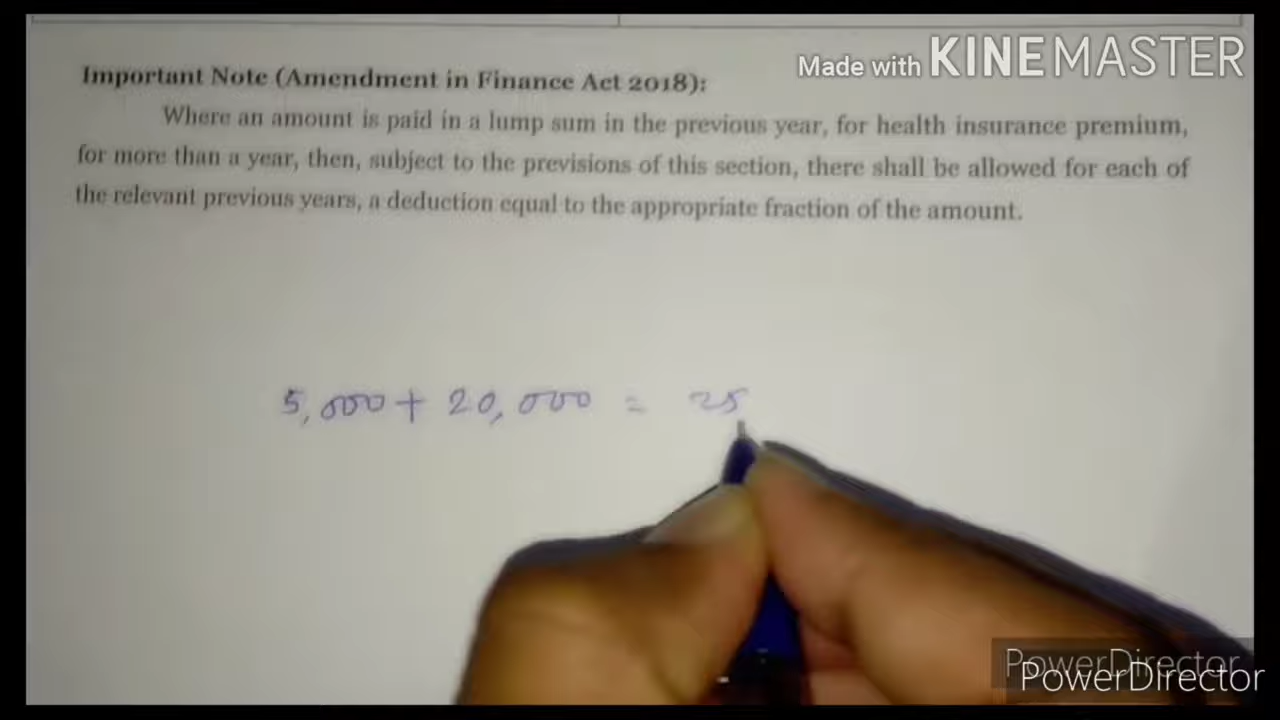 Made with KINEMASTER
Important Note (Amendment in Finance Act 2018):
Where an amount is paid in a lump sum in the previous year, for health insurance premium,
for more than a year, then, subject to the previsions of this section, there shall be allowed for each of
the relevant previous years, a deduction equal to the appropriate fraction of the amount.
5,000 + 20,000 = 25
PowerDirector
PowerDirector